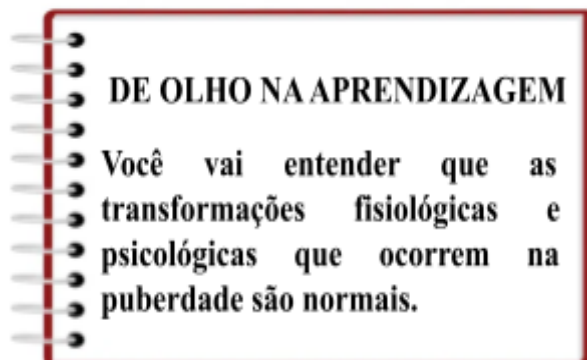 DE OLHO NA APRENDIZAGEM
Você vai entender que as
transformações fisiológicas e
psicológicas que ocorrem na
puberdade são normais.